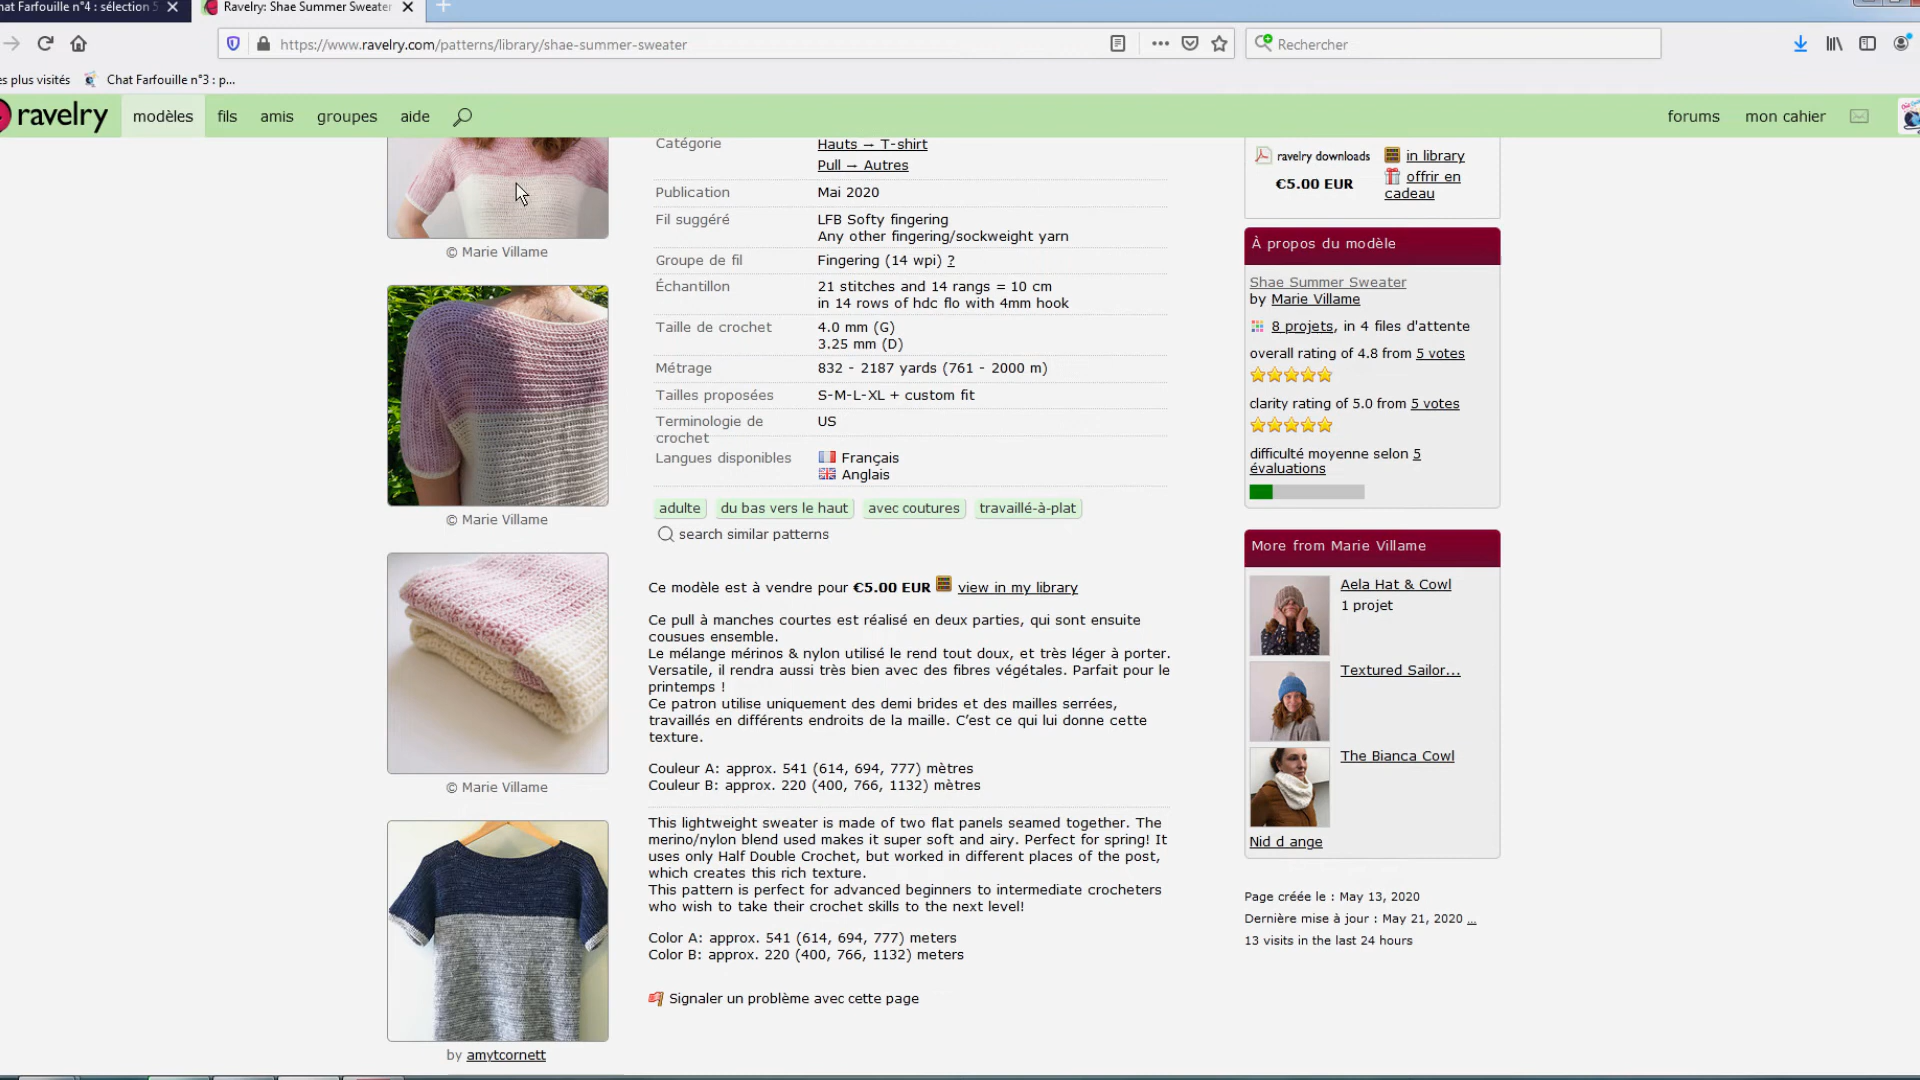 hat Farfouille n°4 : sélection 5
Ravelry: Shae Summer Sweater
https://www.ravelry.com/patterns/library/shae-summer-sweater
Rechercher
es plus visités
Chat Farfouille n°3 : p...
ravelry
modèles
fils
amis
groupes
aide
forums
mon cahier
© Marie Villame
© Marie Villame
© Marie Villame
by amytcornett
Catégorie
Hauts → T-shirt
Pull → Autres
Publication
Mai 2020
Fil suggéré
LFB Softy fingering
Any other fingering/sockweight yarn
Groupe de fil
Fingering (14 wpi) ?
Échantillon
21 stitches and 14 rangs = 10 cm
in 14 rows of hdc flo with 4mm hook
Taille de crochet
4.0 mm (G)
3.25 mm (D)
Métrage
832 - 2187 yards (761 - 2000 m)
Tailles proposées
S-M-L-XL + custom fit
Terminologie de
crochet
US
Langues disponibles
Français
Anglais
adulte
du bas vers le haut
avec coutures
travaillé-à-plat
search similar patterns
Ce modèle est à vendre pour €5.00 EUR view in my library
Ce pull à manches courtes est réalisé en deux parties, qui sont ensuite
cousues ensemble.
Le mélange mérinos & nylon utilisé le rend tout doux, et très léger à porter.
Versatile, il rendra aussi très bien avec des fibres végétales. Parfait pour le
printemps !
Ce patron utilise uniquement des demi brides et des mailles serrées,
travaillés en différents endroits de la maille. C’est ce qui lui donne cette
texture.
Couleur A: approx. 541 (614, 694, 777) mètres
Couleur B: approx. 220 (400, 766, 1132) mètres
This lightweight sweater is made of two flat panels seamed together. The
merino/nylon blend used makes it super soft and airy. Perfect for spring! It
uses only Half Double Crochet, but worked in different places of the post,
which creates this rich texture.
This pattern is perfect for advanced beginners to intermediate crocheters
who wish to take their crochet skills to the next level!
Color A: approx. 541 (614, 694, 777) meters
Color B: approx. 220 (400, 766, 1132) meters
Signaler un problème avec cette page
ravelry downloads
€5.00 EUR
in library
offrir en
cadeau
À propos du modèle
Shae Summer Sweater
by Marie Villame
8 projets, in 4 files d'attente
overall rating of 4.8 from 5 votes
clarity rating of 5.0 from 5 votes
difficulté moyenne selon 5
évaluations
More from Marie Villame
Aela Hat & Cowl
1 projet
Textured Sailor...
The Bianca Cowl
Nid d ange
Page créée le : May 13, 2020
Dernière mise à jour : May 21, 2020 ...
13 visits in the last 24 hours